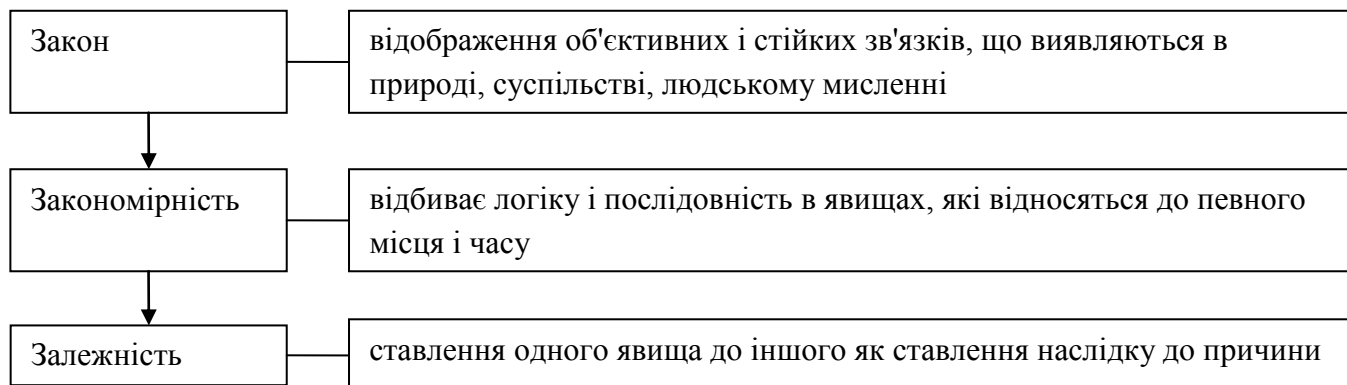 Закон
відображення об'єктивних і стійких зв'язків, що виявляються в
природі, суспільстві, людському мисленні
Закономірність
відбиває логіку і послідовність в явищах, які відносяться до певного
місця і часу
Залежність
ставлення одного явища до іншого як ставлення наслідку до причини